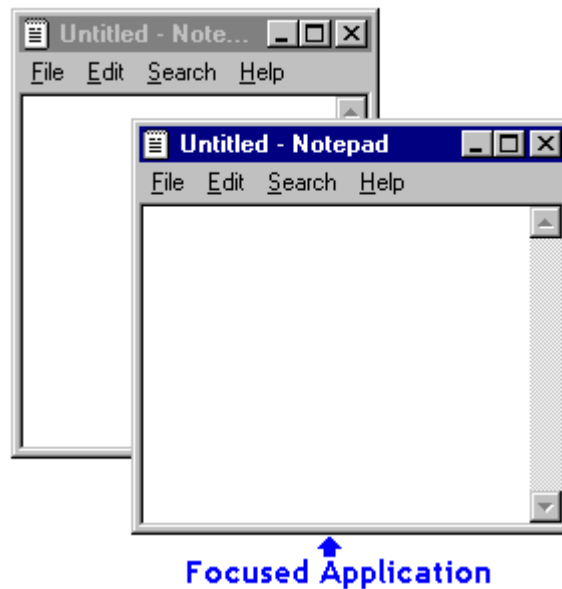 Untitled - Note...
File Edit Search Help
Untitled - Notepad
File Edit Search Help
Focused Application